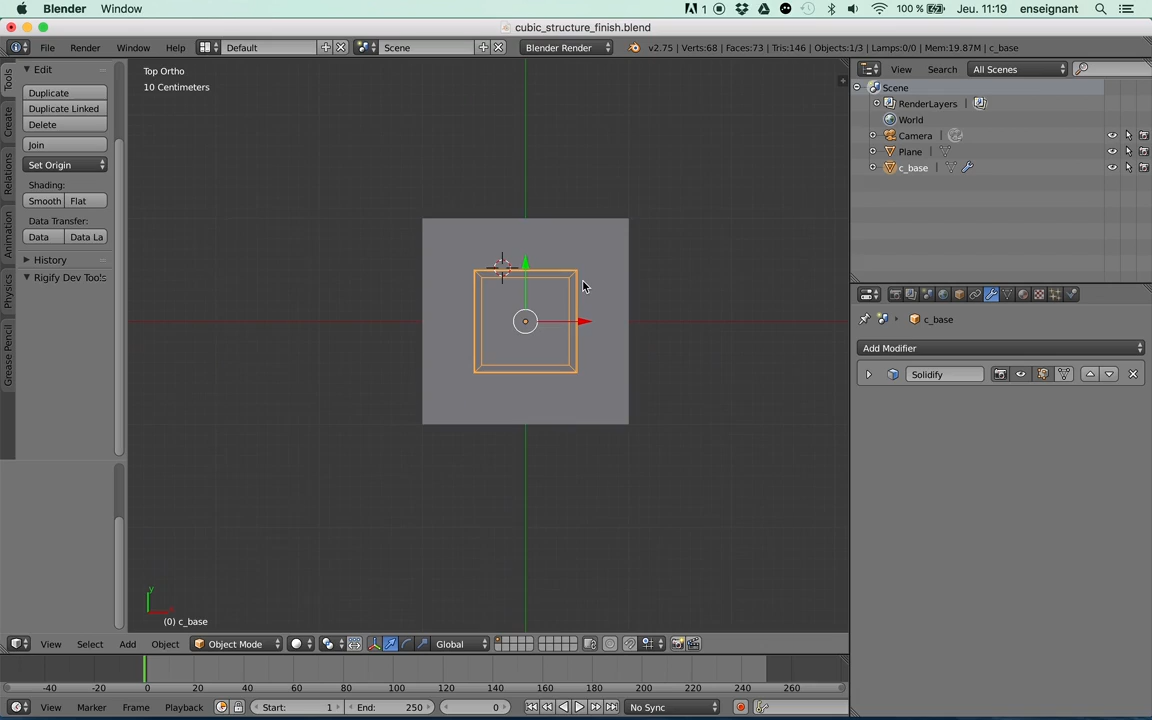 Blender Window 1 100 % Jeu. 11:19 enseignant
cubic_structure_finish.blend
File Render Window Help Default Scene Blender Render v2.75 | Verts:68 | Faces:73 | Tris:146 | Objects:1/3 | Lamps:0/0 | Mem:19.87M | c_base
Tools
Create
Relations
Animation
Physics
Grease Pencil
Edit
Duplicate
Duplicate Linked
Delete
Join
Set Origin
Shading:
Smooth Flat
Data Transfer:
Data Data La
History
Rigify Dev Tools
Top Ortho
10 Centimeters
y
(0) c_base
View Select Add Object Object Mode Global
-40 -20 0 20 40 60 80 100 120 140 160 180 200 220 240 260
View Marker Frame Playback Start: 1 End: 250 0 No Sync
View Search All Scenes
Scene
RenderLayers
World
Camera
Plane
c_base
c_base
Add Modifier
Solidify